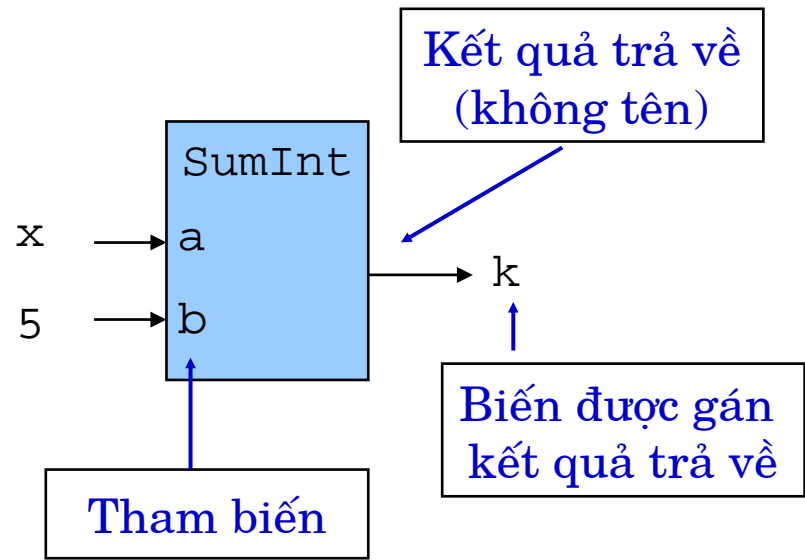 Kết quả trả về
(không tên)
SumInt
x
a
k
5
b
Biến được gán
kết quả trả về
Tham biến